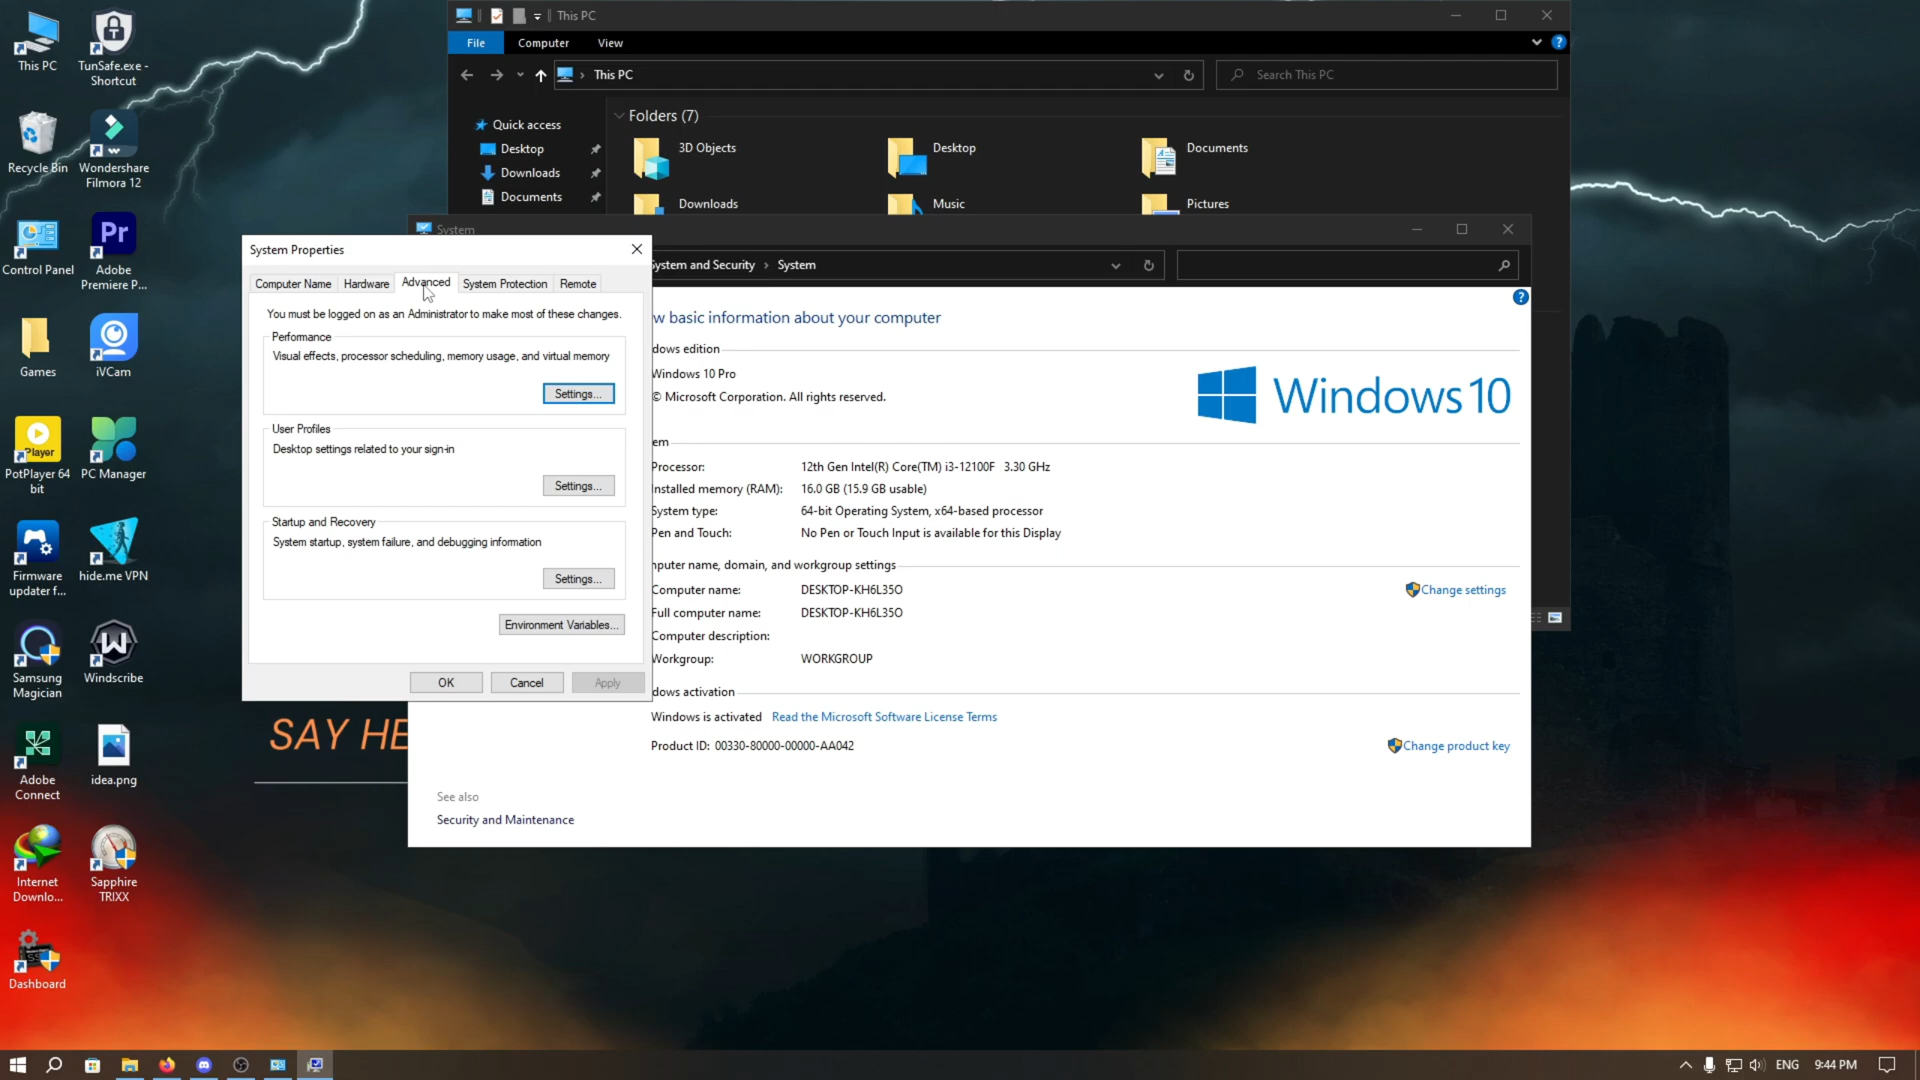 This PC
TunSafe.exe -
Shortcut
Recycle Bin
Wondershare
Filmora 12
Control Panel
Adobe
Premiere P...
Games
iVCam
PotPlayer 64
bit
PC Manager
Firmware
updater f...
hide.me VPN
Samsung
Magician
Windscribe
Adobe
Connect
idea.png
Internet
Downlo...
Sapphire
TRIXX
Dashboard
Pr
Player
This PC
File
Computer
View
This PC
Search This PC
Quick access
Desktop
Downloads
Documents
Folders (7)
3D Objects
Desktop
Documents
Downloads
Music
Pictures
System
System and Security
System
System Properties
Computer Name
Hardware
Advanced
System Protection
Remote
You must be logged on as an Administrator to make most of these changes.
Performance
Visual effects, processor scheduling, memory usage, and virtual memory
Settings...
User Profiles
Desktop settings related to your sign-in
Settings...
Startup and Recovery
System startup, system failure, and debugging information
Settings...
Environment Variables...
OK
Cancel
Apply
w basic information about your computer
dows edition
Windows 10 Pro
© Microsoft Corporation. All rights reserved.
Windows 10
em
Processor:
12th Gen Intel(R) Core(TM) i3-12100F 3.30 GHz
Installed memory (RAM):
16.0 GB (15.9 GB usable)
System type:
64-bit Operating System, x64-based processor
Pen and Touch:
No Pen or Touch Input is available for this Display
nputer name, domain, and workgroup settings
Computer name:
DESKTOP-KH6L35O
Change settings
Full computer name:
DESKTOP-KH6L35O
Computer description:
Workgroup:
WORKGROUP
dows activation
Windows is activated
Read the Microsoft Software License Terms
Product ID: 00330-80000-00000-AA042
Change product key
See also
Security and Maintenance
SAY HE
ENG
9:44 PM